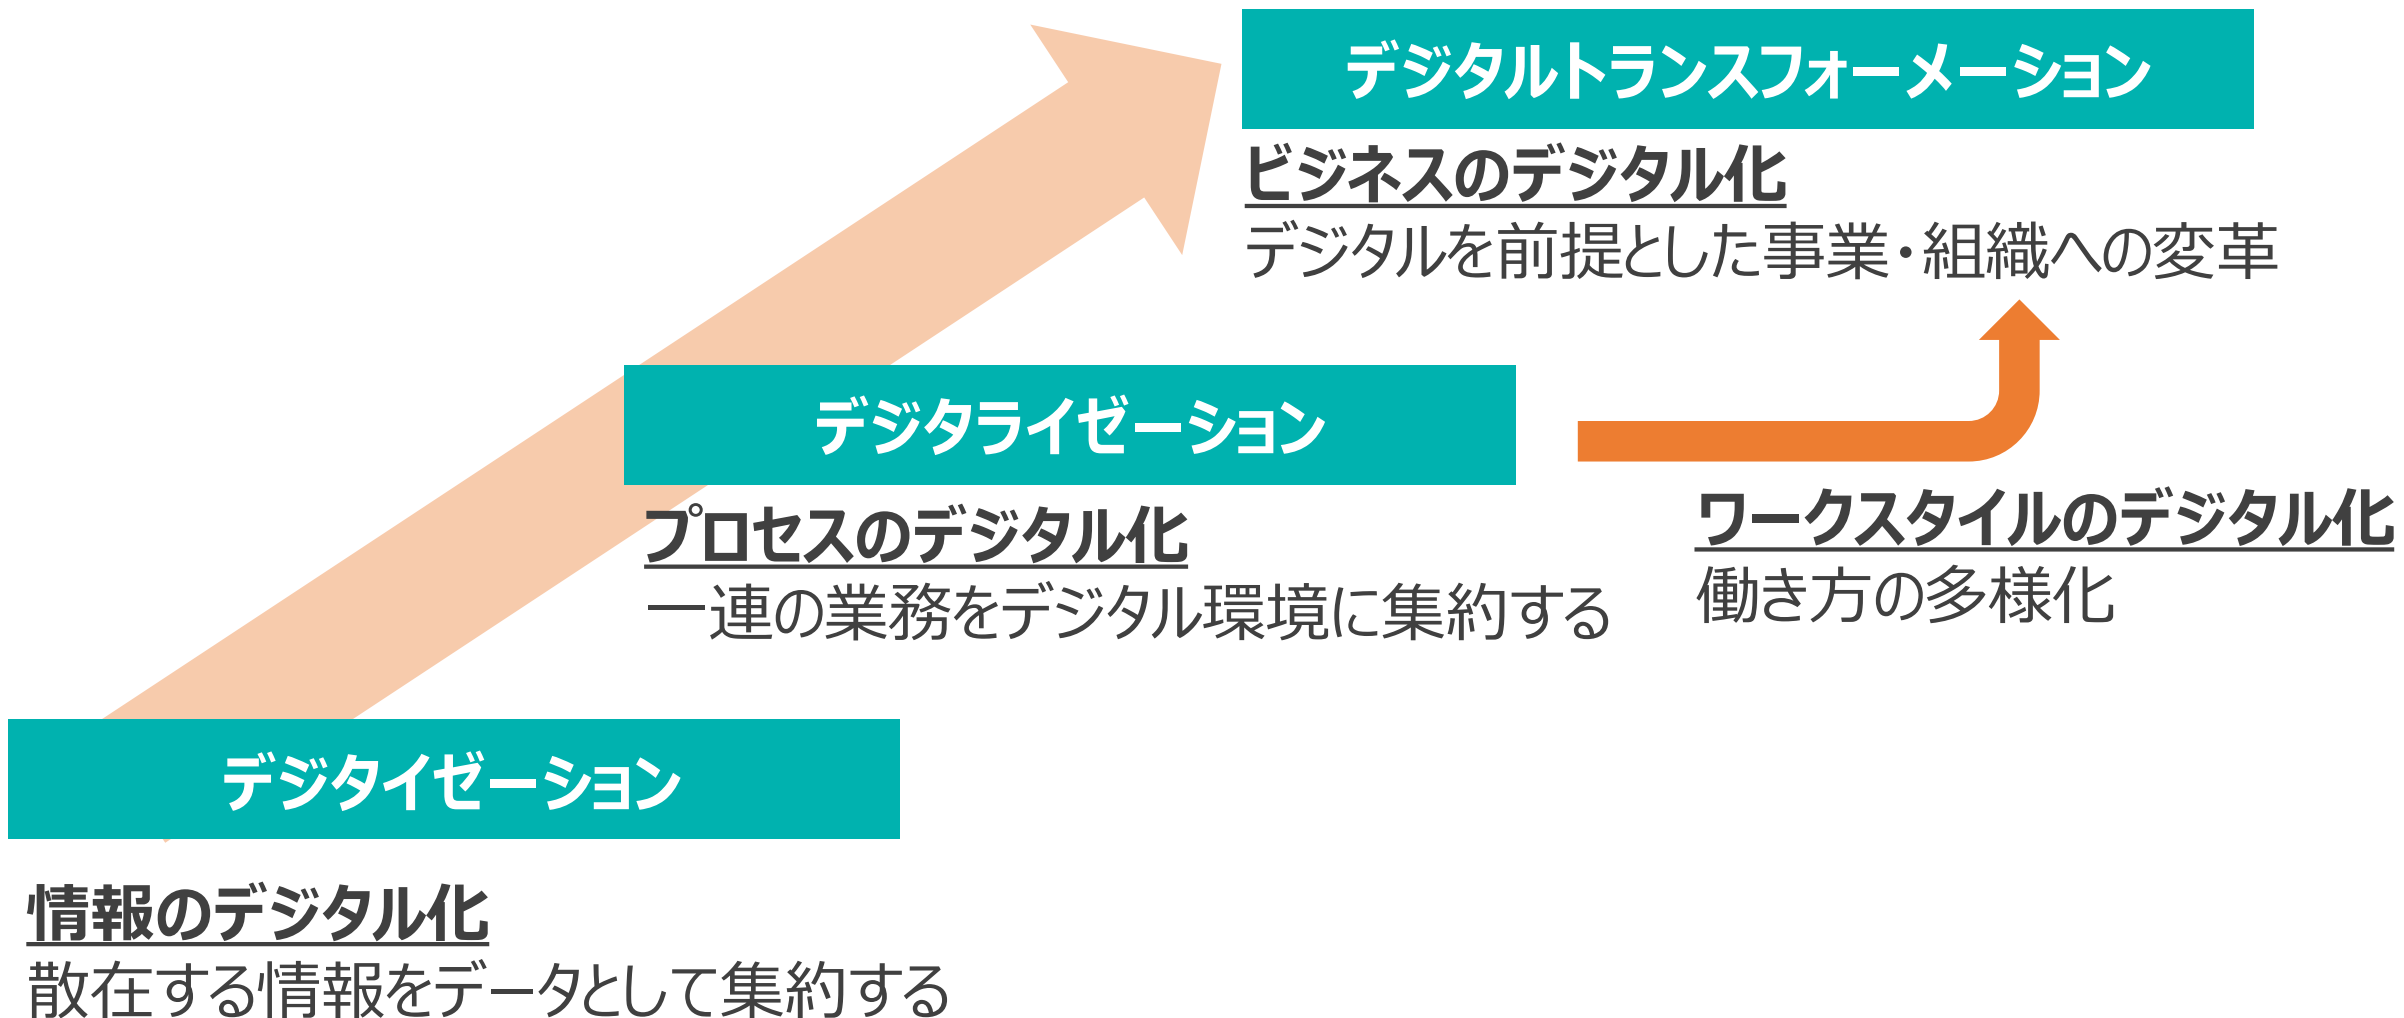 デジタルトランスフォーメーション
ビジネスのデジタル化
デジタルを前提とした事業・組織への変革
デジタライゼーション
プロセスのデジタル化
一連の業務をデジタル環境に集約する
ワークスタイルのデジタル化
働き方の多様化
デジタイゼーション
情報のデジタル化
散在する情報をデータとして集約する